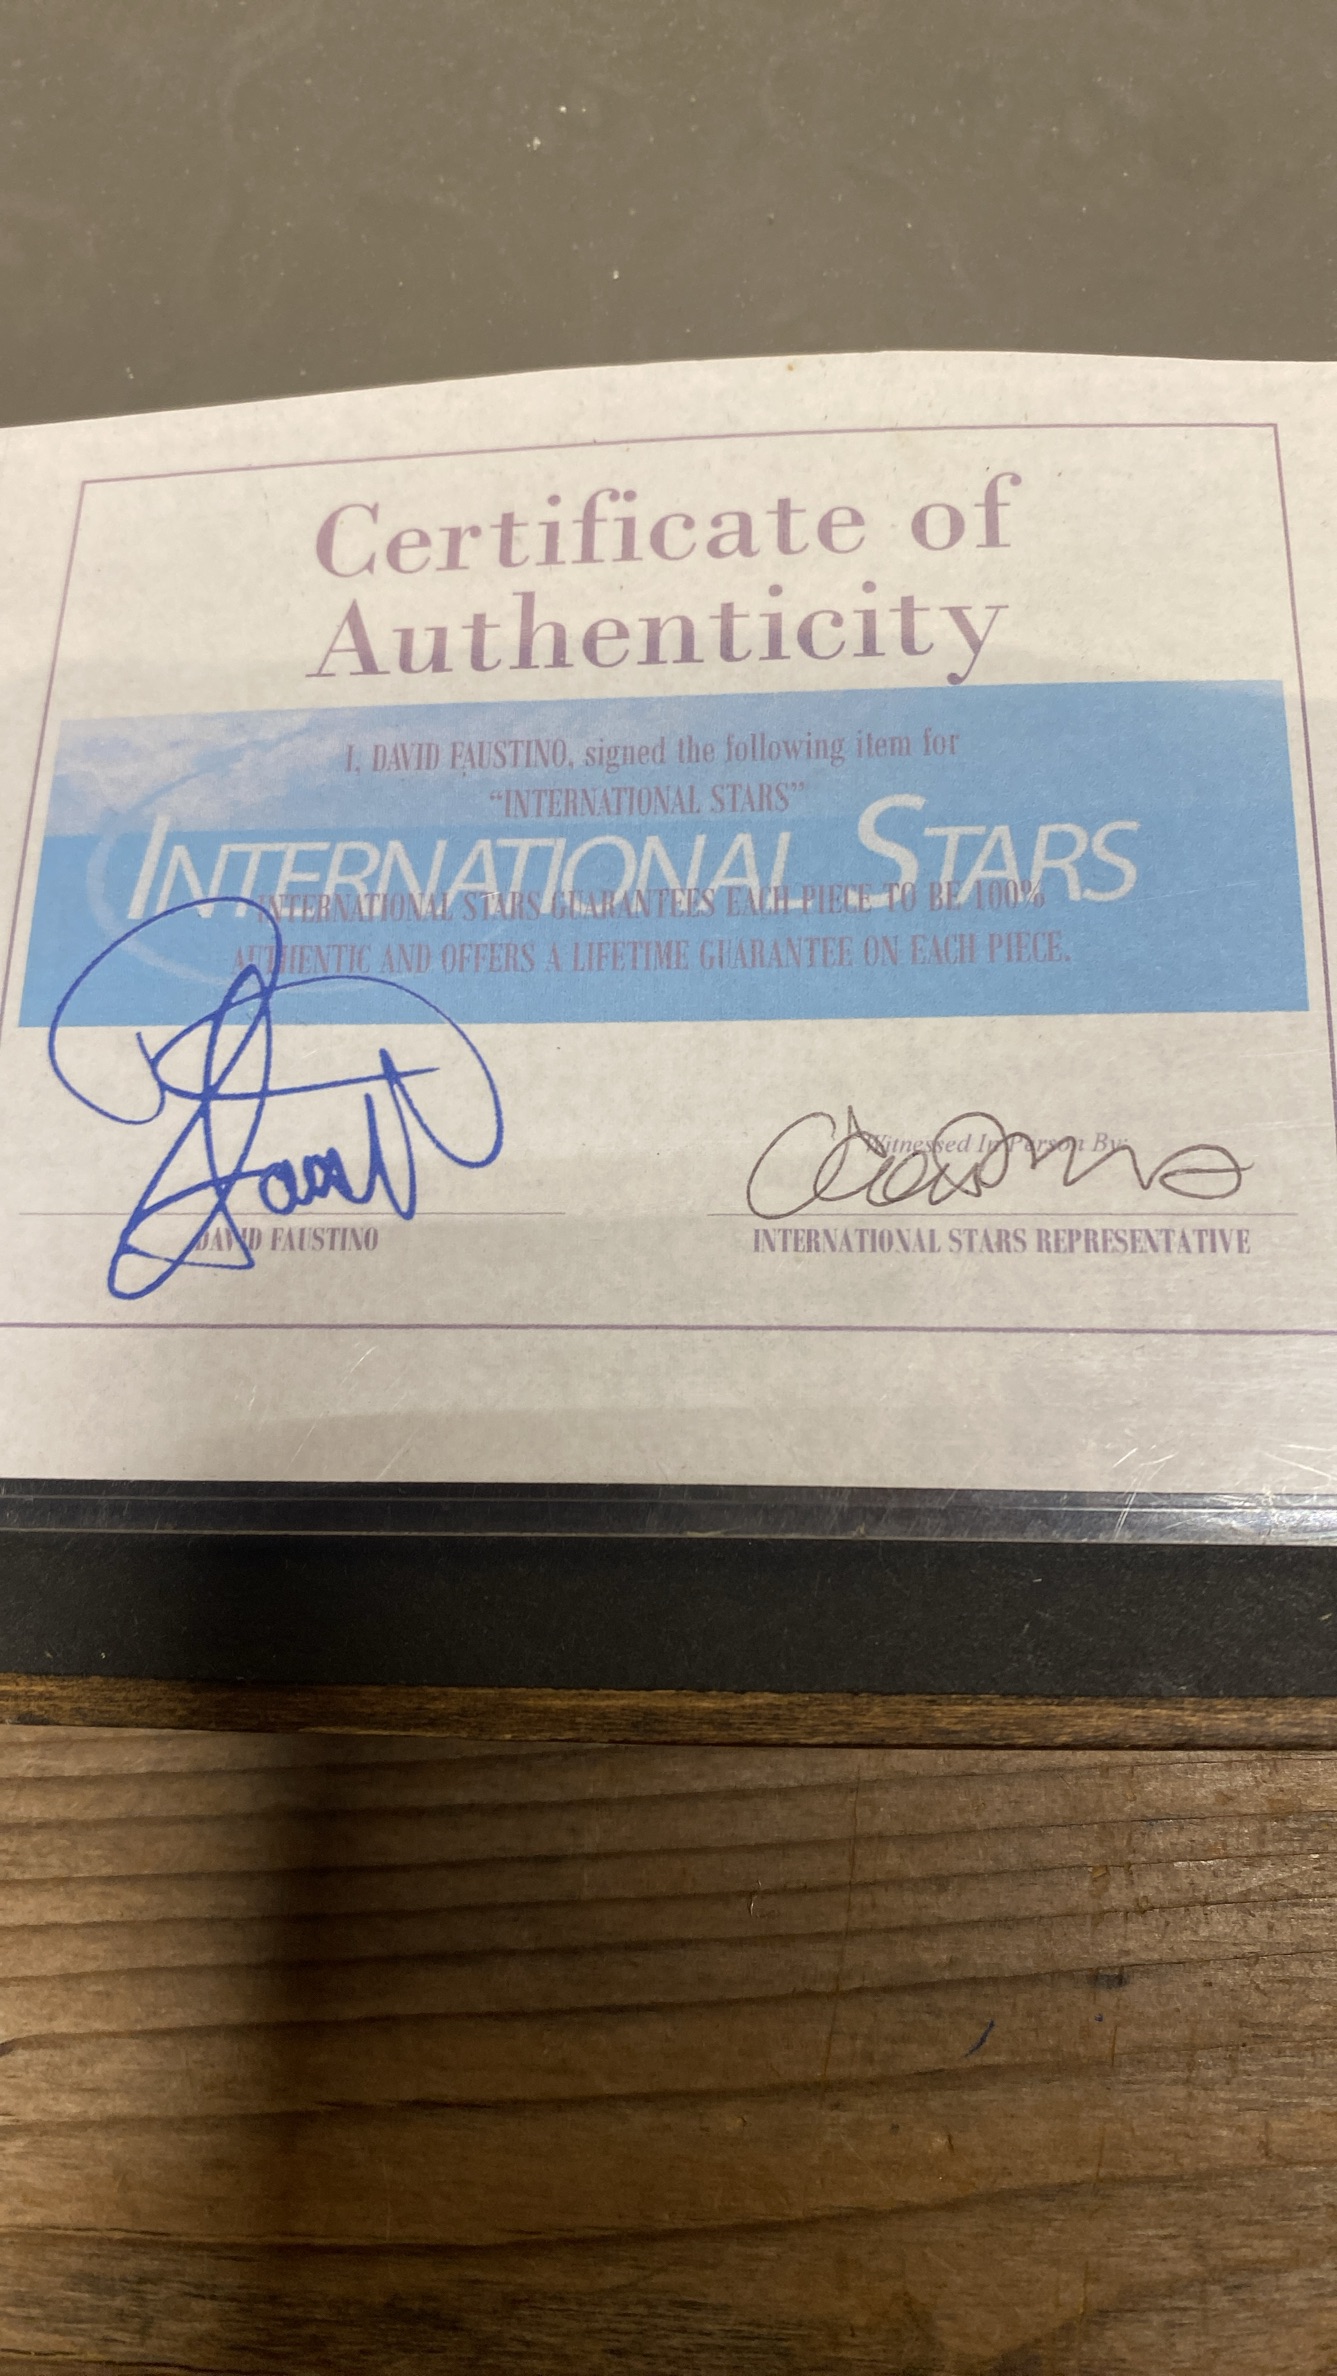 Certificate of
Authenticity
I, DAVID FAUSTINO, signed the following item for
“INTERNATIONAL STARS”
INTERNATIONAL STARS
INTERNATIONAL STARS GUARANTEES EACH PIECE TO BE 100%
AUTHENTIC AND OFFERS A LIFETIME GUARANTEE ON EACH PIECE.
Witnessed In Person By:
DAVID FAUSTINO
INTERNATIONAL STARS REPRESENTATIVE